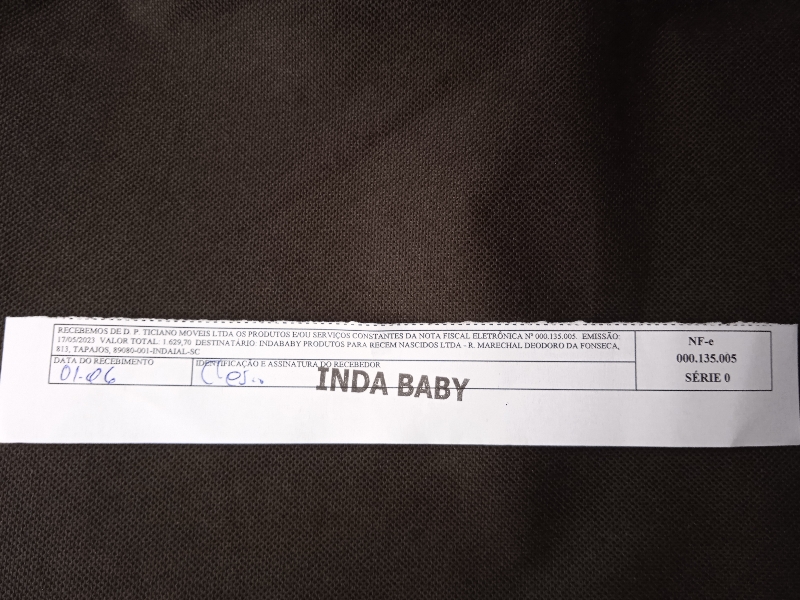 RECEBEMOS DE D. P. TICIANO MOVEIS LTDA OS PRODUTOS E/OU SERVIÇOS CONSTANTES DA NOTA FISCAL ELETRÔNICA Nº 000.135.005. EMISSÃO:
17/05/2023 VALOR TOTAL: 1.629,70 DESTINATÁRIO: INDABABY PRODUTOS PARA RECEM NASCIDOS LTDA - R. MARECHAL DEODORO DA FONSECA,
813, TAPAJOS, 89080-001-INDAIAL-SC
DATA DO RECEBIMENTO
01-06
IDENTIFICAÇÃO E ASSINATURA DO RECEBEDOR
INDA BABY
NF-e
000.135.005
SÉRIE 0